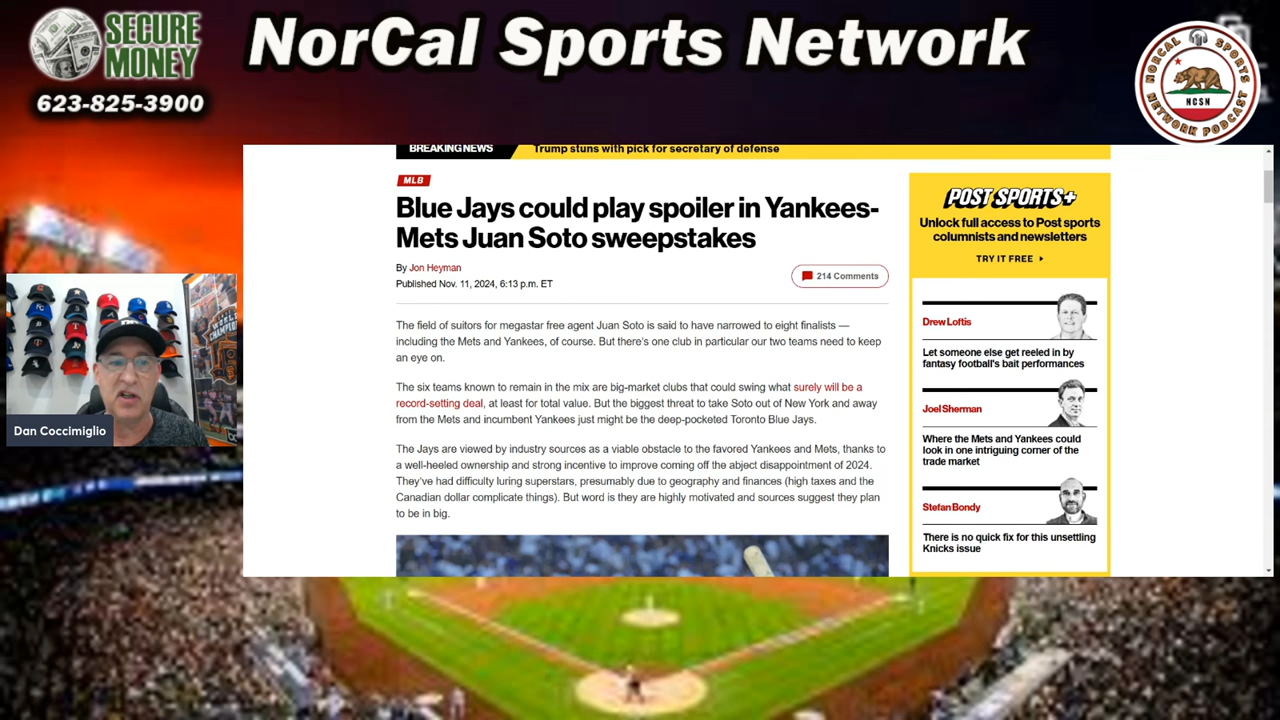 SECURE
MONEY
623-825-3900
NorCal Sports Network
NORCAL SPORTS
NETWORK PODCAST
NCSN
BREAKING NEWS
Trump stuns with pick for secretary of defense
MLB
Blue Jays could play spoiler in Yankees-
Mets Juan Soto sweepstakes
By Jon Heyman
Published Nov. 11, 2024, 6:13 p.m. ET
214 Comments
The field of suitors for megastar free agent Juan Soto is said to have narrowed to eight finalists —
including the Mets and Yankees, of course. But there's one club in particular our two teams need to keep
an eye on.
The six teams known to remain in the mix are big-market clubs that could swing what surely will be a
record-setting deal, at least for total value. But the biggest threat to take Soto out of New York and away
from the Mets and incumbent Yankees just might be the deep-pocketed Toronto Blue Jays.
The Jays are viewed by industry sources as a viable obstacle to the favored Yankees and Mets, thanks to
a well-heeled ownership and strong incentive to improve coming off the abject disappointment of 2024.
They've had difficulty luring superstars, presumably due to geography and finances (high taxes and the
Canadian dollar complicate things). But word is they are highly motivated and sources suggest they plan
to be in big.
POST SPORTS+
Unlock full access to Post sports
columnists and newsletters
TRY IT FREE
Drew Loftis
Let someone else get reeled in by
fantasy football's bait performances
Joel Sherman
Where the Mets and Yankees could
look in one intriguing corner of the
trade market
Stefan Bondy
There is no quick fix for this unsettling
Knicks issue
Dan Coccimiglio